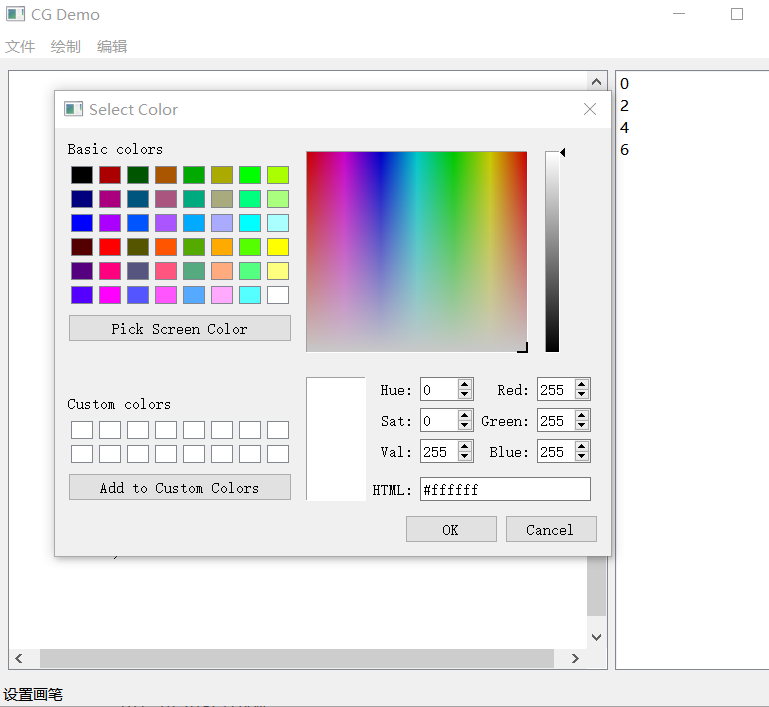 CG Demo
文件 绘制 编辑
0
2
4
6
Select Color
Basic colors
Pick Screen Color
Custom colors
Add to Custom Colors
Hue: 0 Red: 255
Sat: 0 Green: 255
Val: 255 Blue: 255
HTML: #ffffff
OK Cancel
设置画笔